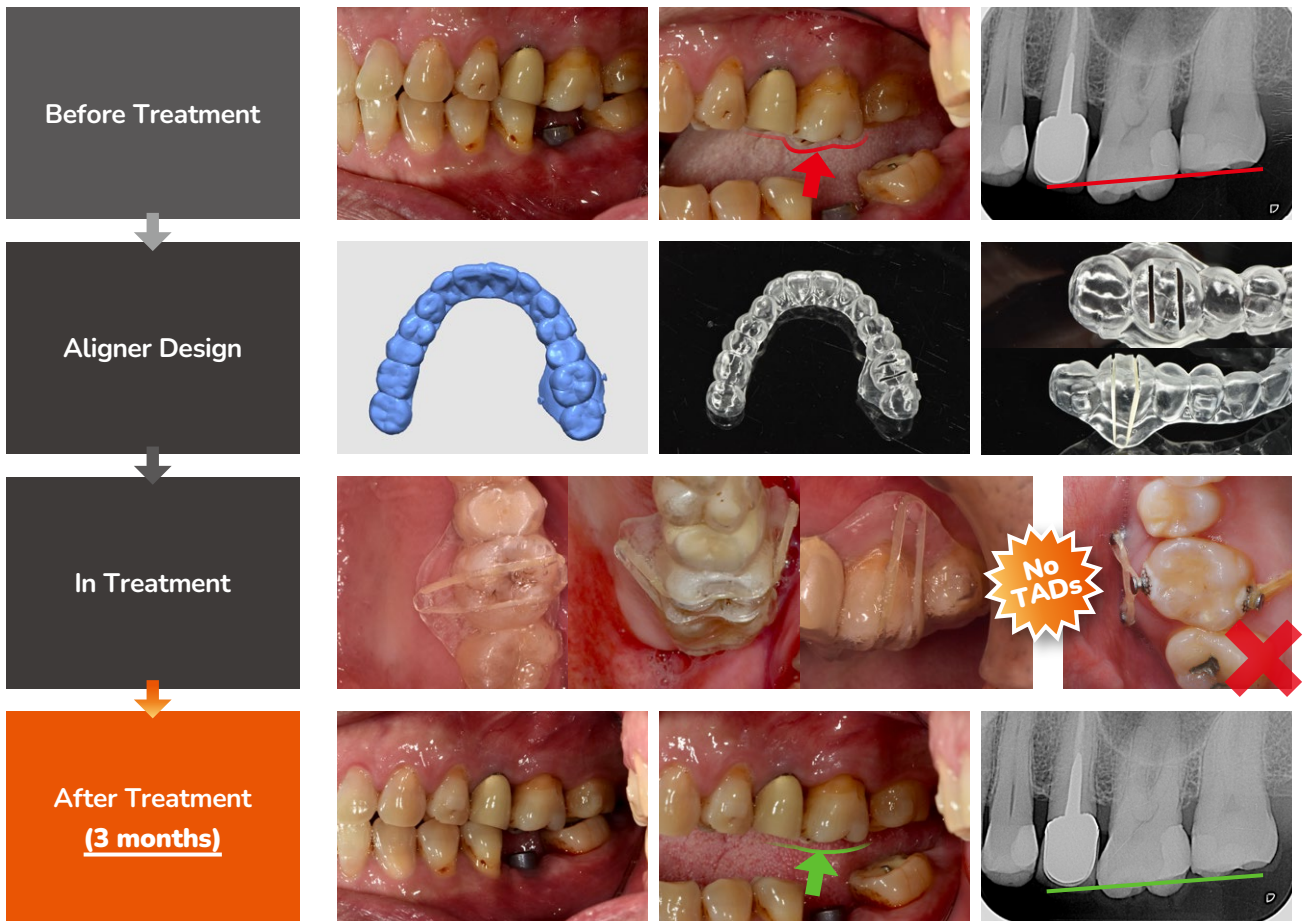 Before Treatment
Aligner Design
In Treatment
No
TADs
After Treatment
(3 months)